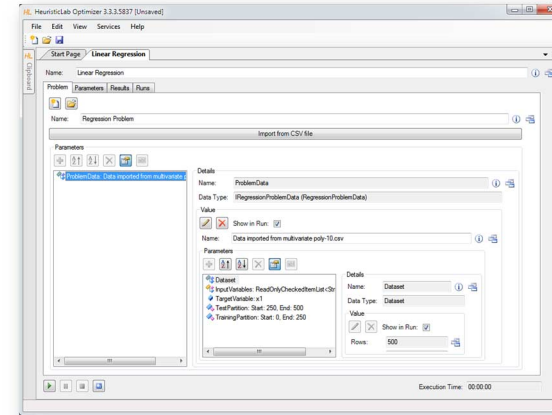 HL HeuristicLab Optimizer 3.3.3.5837 [Unsaved]
File Edit View Services Help
Start Page Linear Regression
HL
Clipboard
Name: Linear Regression
Problem Parameters Results Runs
Name: Regression Problem
Import from CSV file
Parameters
ProblemData: Data imported from multivariate p
Details
Name: ProblemData
Data Type: IRegressionProblemData (RegressionProblemData)
Value
Show in Run:
Name: Data imported from multivariate poly-10.csv
Parameters
Dataset
InputVariables: ReadOnlyCheckedItemList<Str
TargetVariable: x1
TestPartition: Start: 250, End: 500
TrainingPartition: Start: 0, End: 250
Details
Name: Dataset
Data Type: Dataset
Value
Show in Run:
Rows: 500
Execution Time: 00:00:00